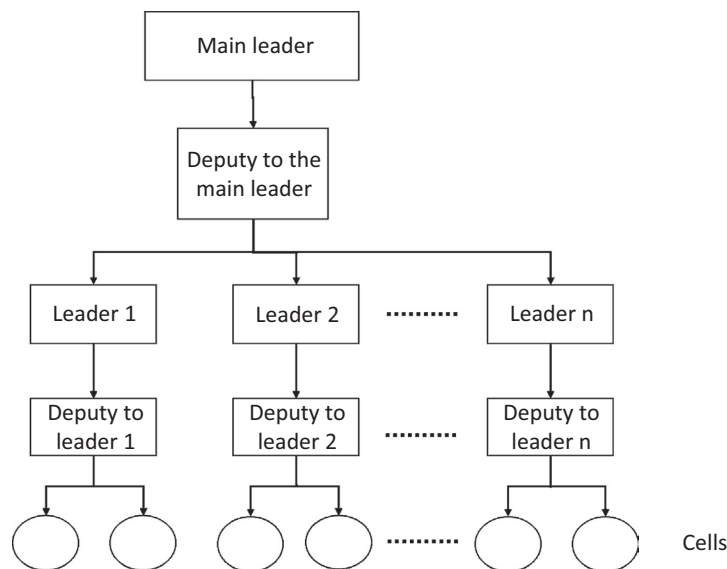 Main leader
Deputy to the
main leader
Leader 1
Leader 2
Leader n
Deputy to
leader 1
Deputy to
leader 2
Deputy to
leader n
Cells